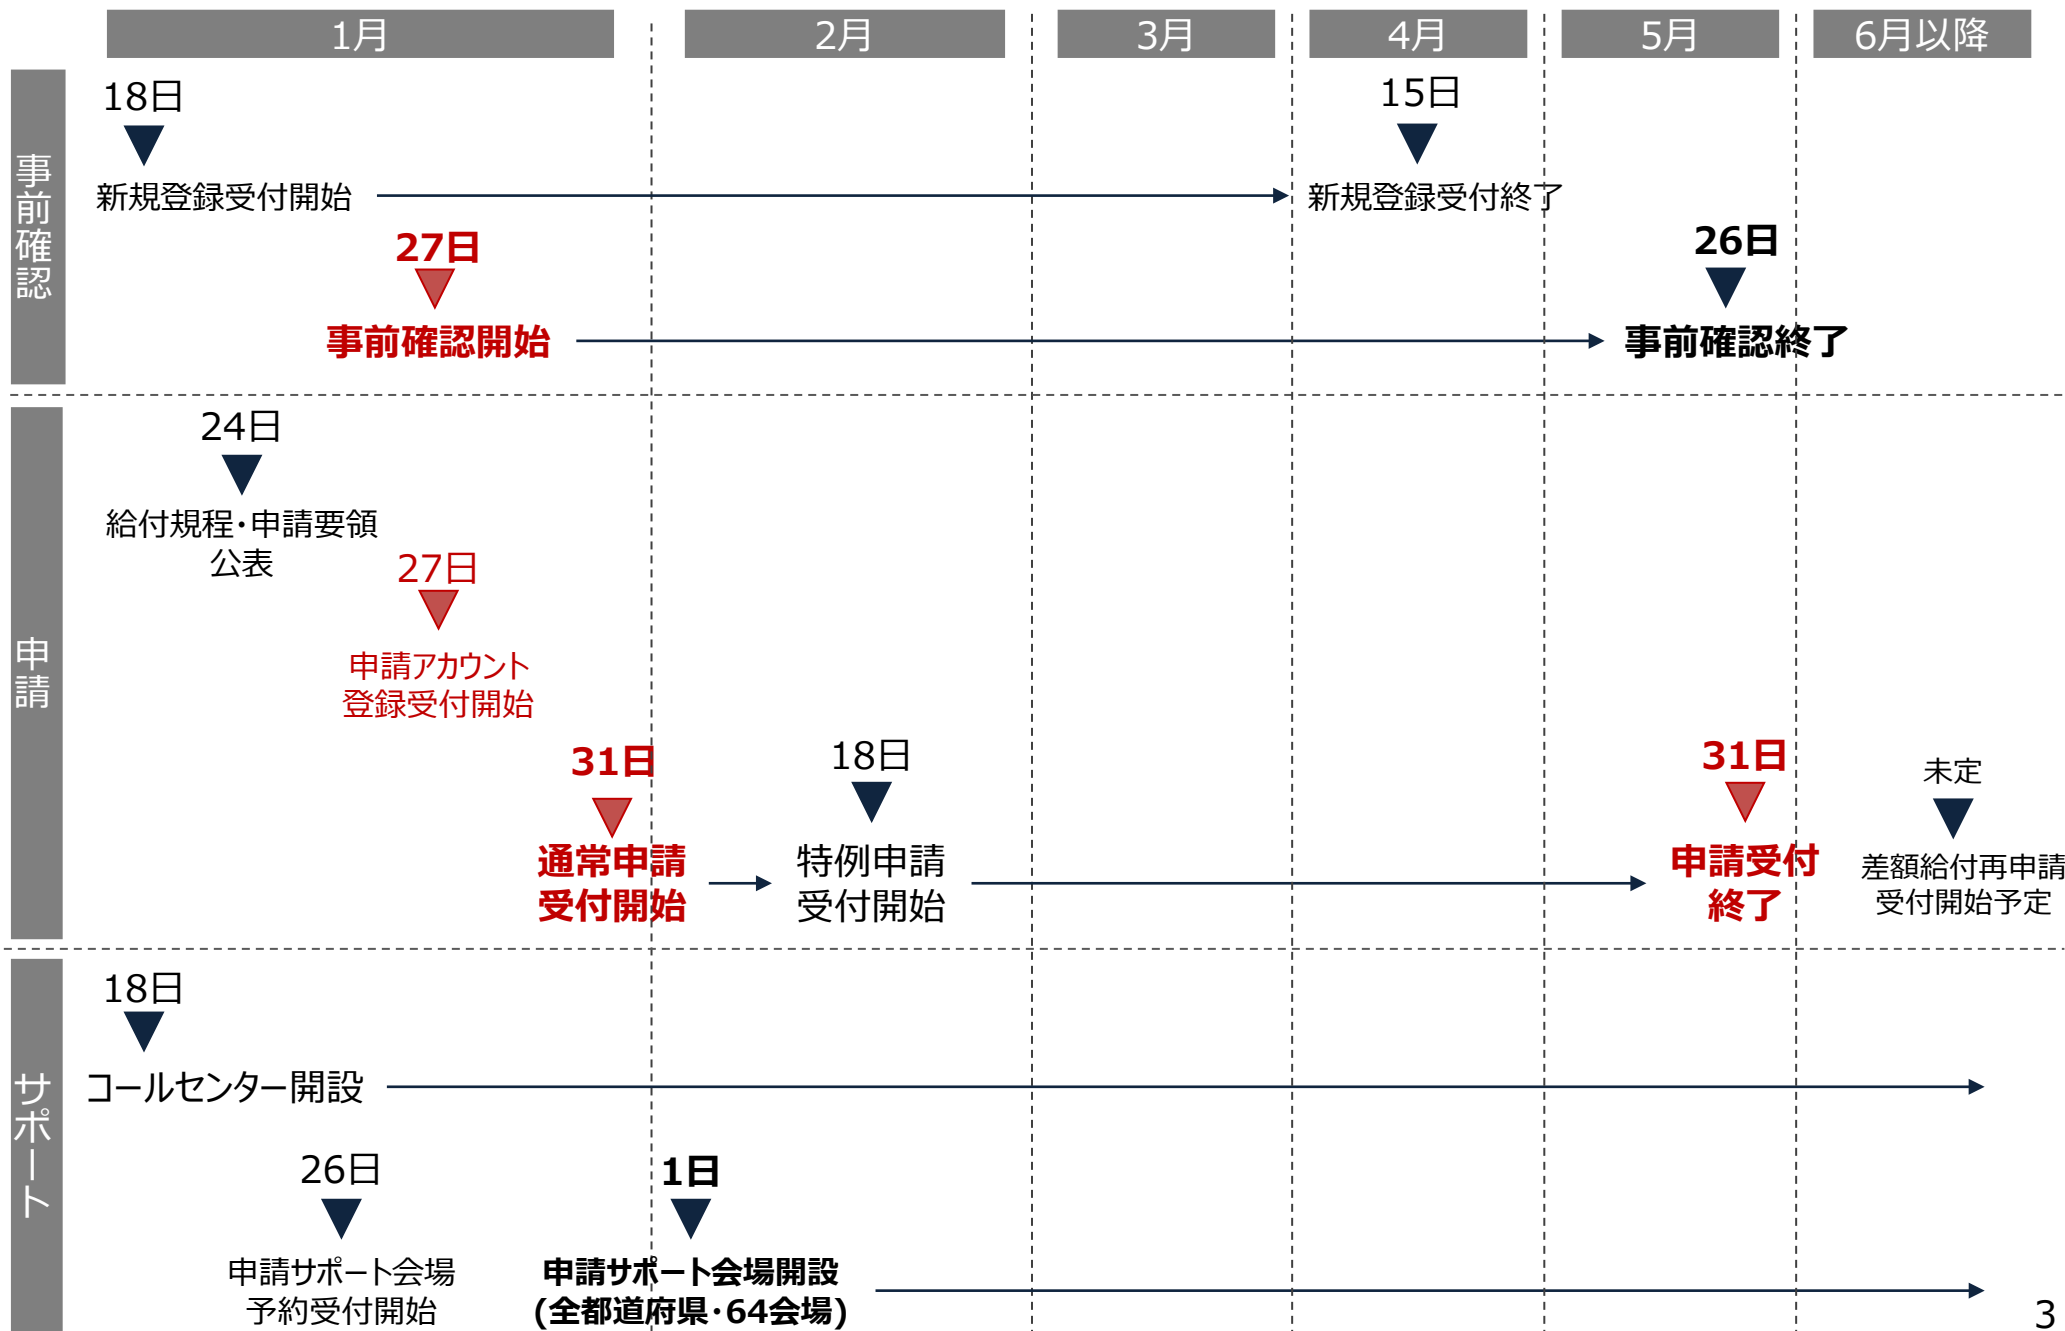 1月
2月
3月
4月
5月
6月以降
事前確認
18日
15日
新規登録受付開始
新規登録受付終了
27日
26日
事前確認開始
事前確認終了
申請
24日
給付規程・申請要領
公表
27日
申請アカウント
登録受付開始
31日
通常申請
受付開始
18日
特例申請
受付開始
31日
申請受付
終了
未定
差額給付再申請
受付開始予定
サポート
18日
コールセンター開設
26日
申請サポート会場
予約受付開始
1日
申請サポート会場開設
(全都道府県・64会場)
3